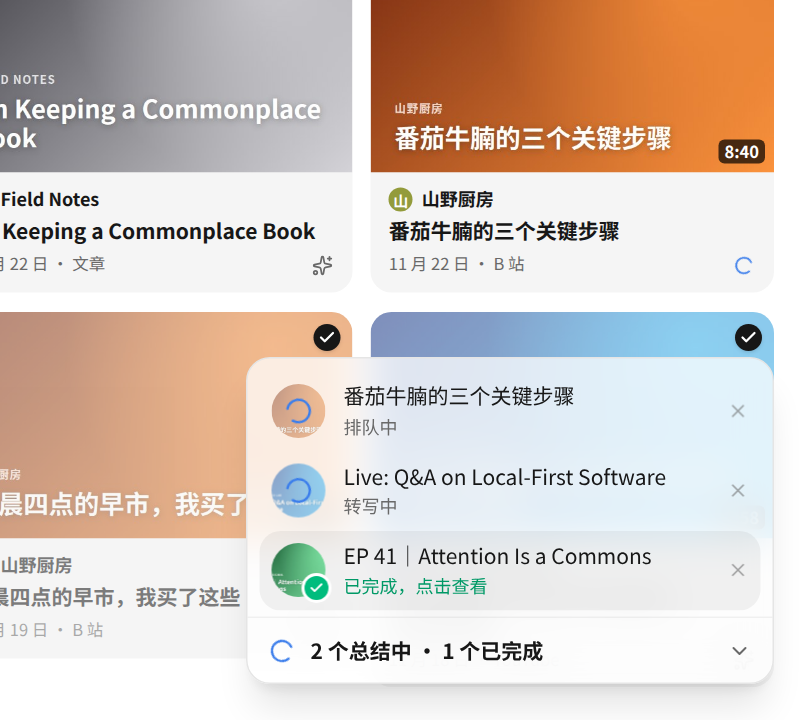 D NOTES
n Keeping a Commonplace
ook
Field Notes
Keeping a Commonplace Book
月 22 日 · 文章
山野厨房
番茄牛腩的三个关键步骤
8:40
山 山野厨房
番茄牛腩的三个关键步骤
11 月 22 日 · B 站
厨房
晨四点的早市，我买了
山野厨房
晨四点的早市，我买了这些
月 19 日 · B 站
番茄牛腩的三个关键步骤
排队中
Live: Q&A on Local-First Software
转写中
EP 41｜Attention Is a Commons
已完成，点击查看
2 个总结中 · 1 个已完成